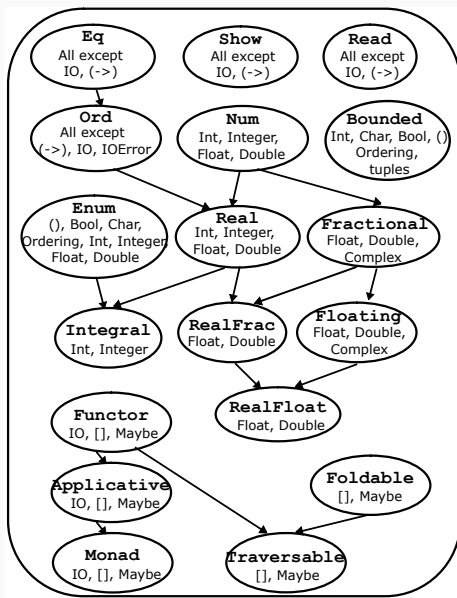 Eq
All except
IO, (->)
Show
All except
IO, (->)
Read
All except
IO, (->)
Ord
All except
(->), IO, IOError
Num
Int, Integer,
Float, Double
Bounded
Int, Char, Bool, ()
Ordering,
tuples
Enum
(), Bool, Char,
Ordering, Int, Integer
Float, Double
Real
Int, Integer,
Float, Double
Fractional
Float, Double,
Complex
Integral
Int, Integer
RealFrac
Float, Double
Floating
Float, Double,
Complex
RealFloat
Float, Double
Functor
IO, [], Maybe
Applicative
IO, [], Maybe
Foldable
[], Maybe
Monad
IO, [], Maybe
Traversable
[], Maybe